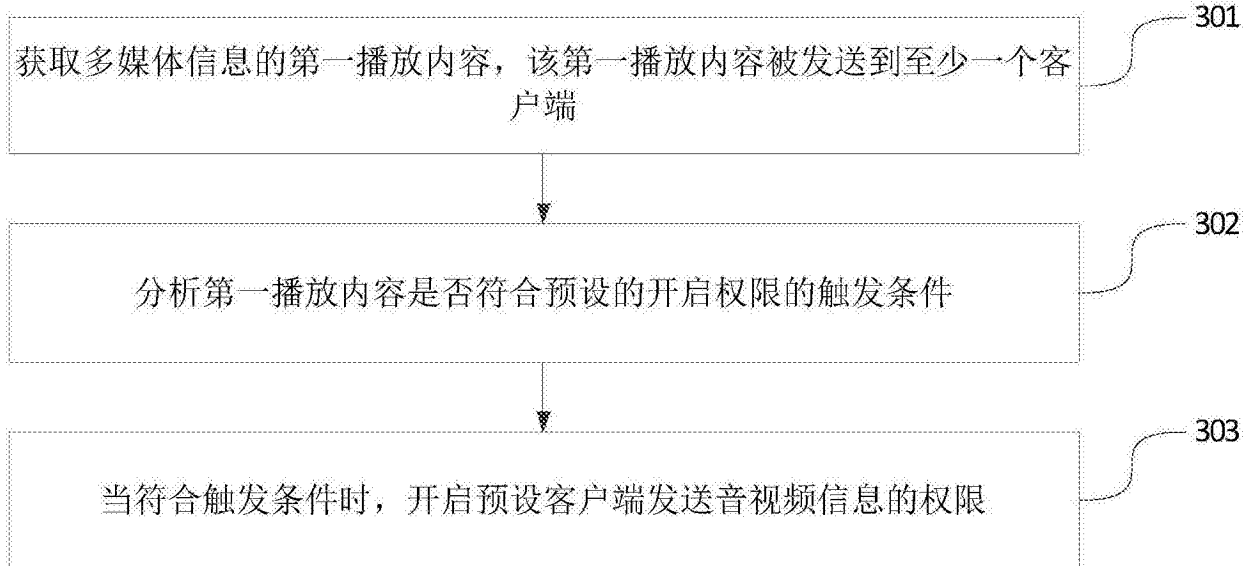 301
获取多媒体信息的第一播放内容，该第一播放内容被发送到至少一个客
户端
302
分析第一播放内容是否符合预设的开启权限的触发条件
303
当符合触发条件时，开启预设客户端发送音视频信息的权限